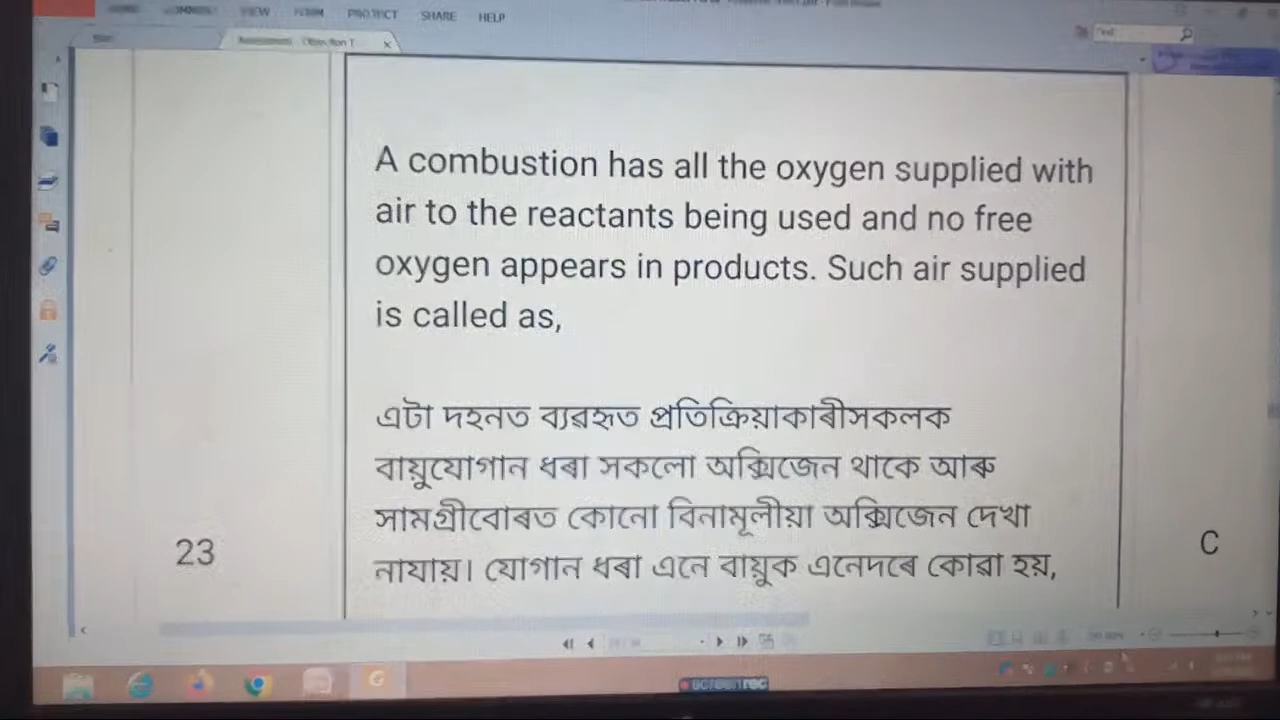 VIEW
PROJECT SHARE HELP
A combustion has all the oxygen supplied with
air to the reactants being used and no free
oxygen appears in products. Such air supplied
is called as,
এটা দহনত ব্যৱহৃত প্ৰতিক্ৰিয়াকাৰীসকলক
বায়ুযোগান ধৰা সকলো অক্সিজেন থাকে আৰু
সামগ্ৰীবোৰত কোনো বিনামূলীয়া অক্সিজেন দেখা
নাযায়। যোগান ধৰা এনে বায়ুক এনেদৰে কোৱা হয়,
23
C